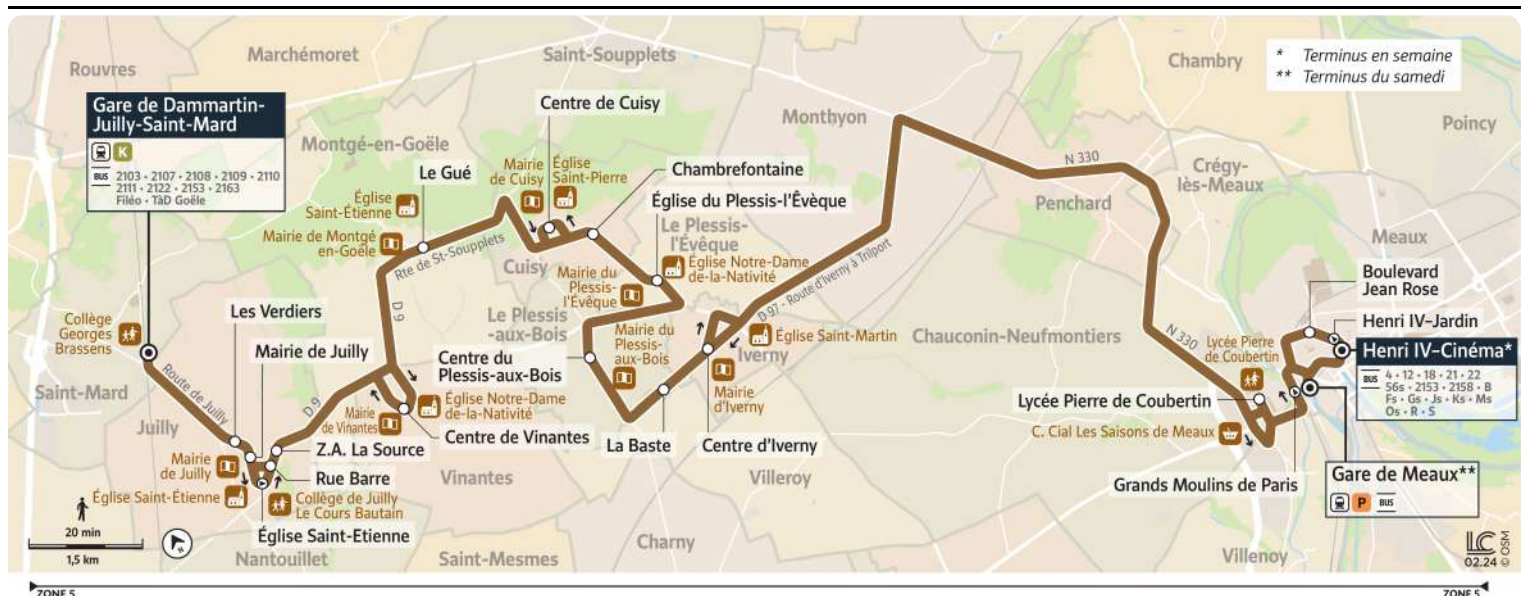 Rouvres
Marchémoret
Saint-Soupplets
Chambry
* Terminus en semaine
** Terminus du samedi
Gare de Dammartin-
Juilly-Saint-Mard
K
BUS 2103 • 2107 • 2108 • 2109 • 2110
2111 • 2122 • 2153 • 2163
Filéo • TàD Goële
Montgé-en-Goële
Centre de Cuisy
Monthyon
Poincy
Le Gué
Mairie
de Cuisy
Église
Saint-Pierre
Chambrefontaine
N 330
Crégy-
lès-Meaux
Église
Saint-Étienne
Église du Plessis-l'Évèque
Penchard
Mairie de Montgé
en-Goële
Rte de St-Soupplets
Le Plessis-
l'Évêque
Meaux
Cuisy
Mairie du
Plessis-
l'Évêque
Église Notre-Dame
de-la-Nativité
Boulevard
Jean Rose
Collège
Georges
Brassens
Les Verdiers
D 9
Le Plessis
-aux-Bois
D 97 - Route d'Iverny à Trilport
Henri IV-Jardin
Mairie de Juilly
Mairie du
Plessis-
aux-Bois
Église Saint-Martin
Chauconin-Neufmontiers
N 330
Lycée Pierre
de Coubertin
Henri IV-Cinéma*
BUS 4 • 12 • 18 • 21 • 22
56s • 2153 • 2158 • B
Fs • Gs • Js • Ks • Ms
Os • R • S
Saint-Mard
Route de Juilly
Centre du
Plessis-aux-Bois
Iverny
D 9
Église Notre-Dame
de-la-Nativité
Mairie
d'Iverny
Lycée Pierre de Coubertin
Juilly
Mairie
de Vinantes
Centre de Vinantes
La Baste
Centre d'Iverny
C. Cial Les Saisons de Meaux
Z.A. La Source
Mairie
de Juilly
Rue Barre
Vinantes
Villeroy
Grands Moulins de Paris
Gare de Meaux**
P BUS
Église Saint-Étienne
Collège de Juilly
Le Cours Bautain
Église Saint-Etienne
20 min
1,5 km
Nantouillet
Saint-Mesmes
Charny
Villenoy
LC
02.24
© OSM
ZONE 5
ZONE 5